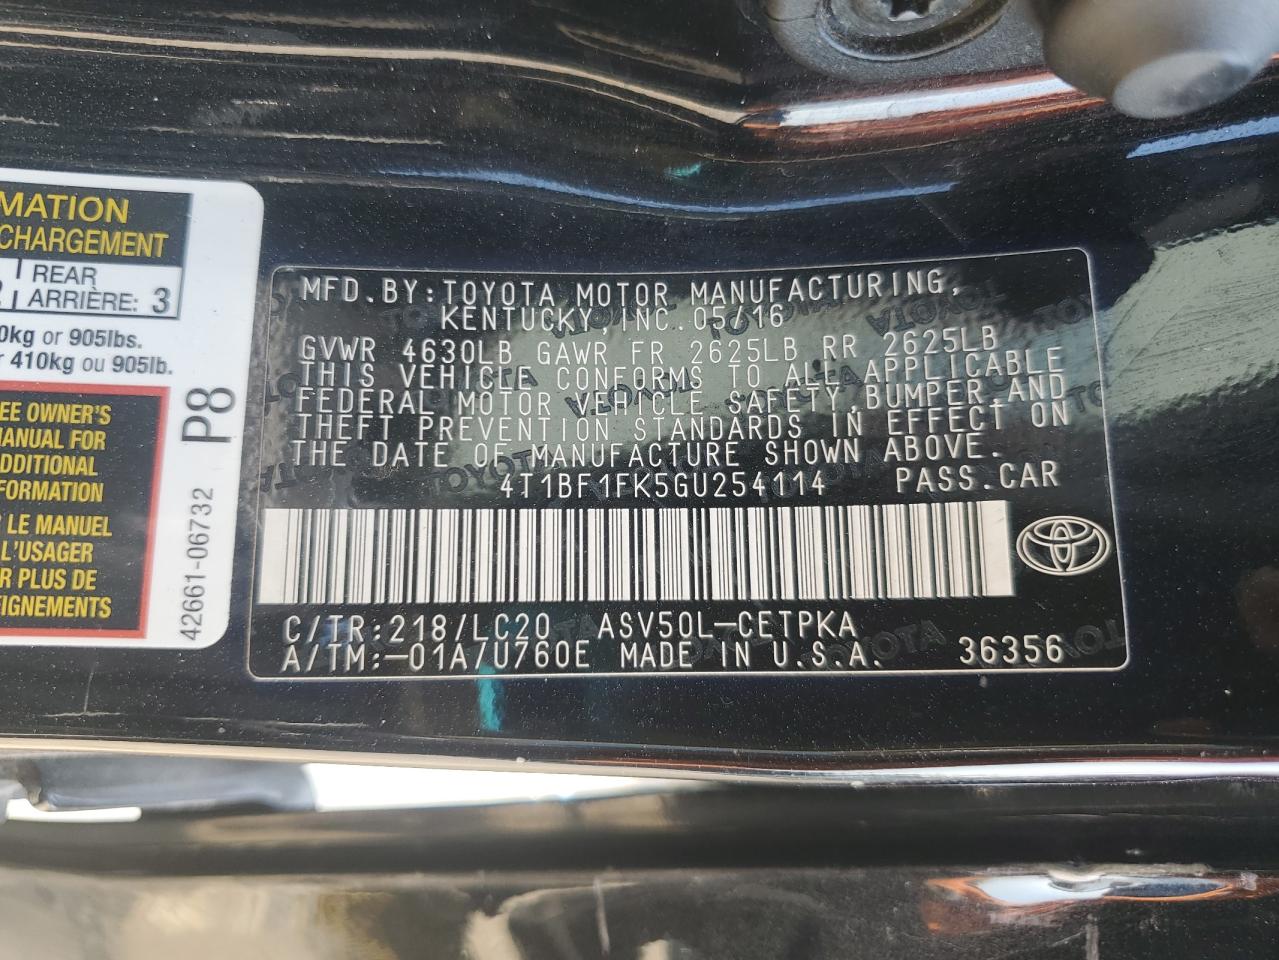 MATION
CHARGEMENT
REAR
ARRIÈRE: 3
0kg or 905lbs.
r 410kg ou 905lb.
EE OWNER'S
MANUAL FOR
ADDITIONAL
FORMATION
R LE MANUEL
L'USAGER
R PLUS DE
EIGNEMENTS
P8
42661-06732
MFD.BY:TOYOTA MOTOR MANUFACTURING,
KENTUCKY,INC. 05/16
GVWR 4630LB GAWR FR 2625LB RR 2625LB
THIS VEHICLE CONFORMS TO ALL APPLICABLE
FEDERAL MOTOR VEHICLE SAFETY,BUMPER,AND
THEFT PREVENTION STANDARDS IN EFFECT ON
THE DATE OF MANUFACTURE SHOWN ABOVE.
4T1BF1FK5GU254114 PASS.CAR
C/TR:218/LC20 ASV50L-CETPKA
A/TM:-01A/U760E MADE IN U.S.A. 36356